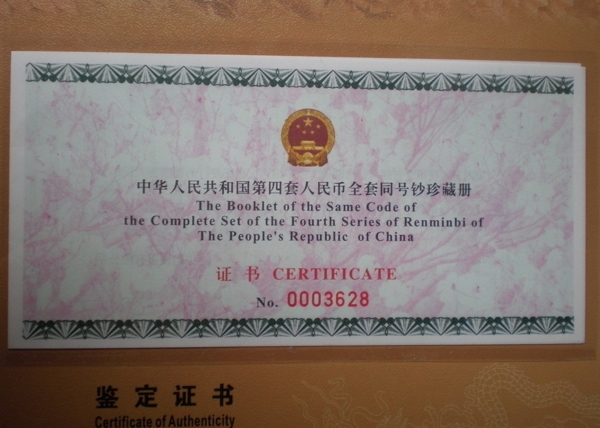 中华人民共和国第四套人民币全套同号钞珍藏册
The Booklet of the Same Code of
the Complete Set of the Fourth Series of Renminbi of
The People's Republic of China
证 书 CERTIFICATE
No. 0003628
鉴定证书
Certificate of Authenticity